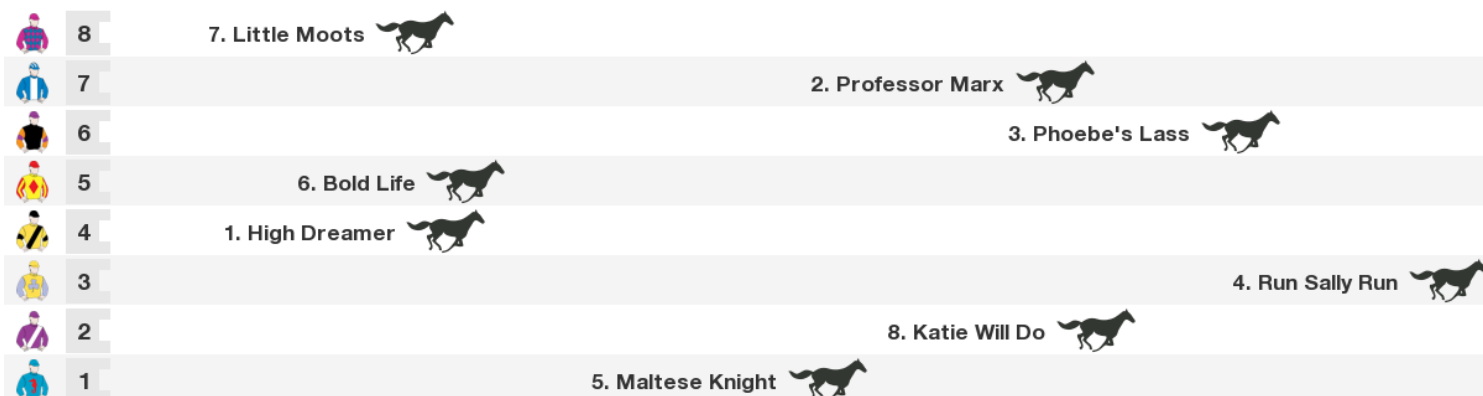 8 7. Little Moots
7 2. Professor Marx
6 3. Phoebe's Lass
5 6. Bold Life
4 1. High Dreamer
3 4. Run Sally Run
2 8. Katie Will Do
1 5. Maltese Knight